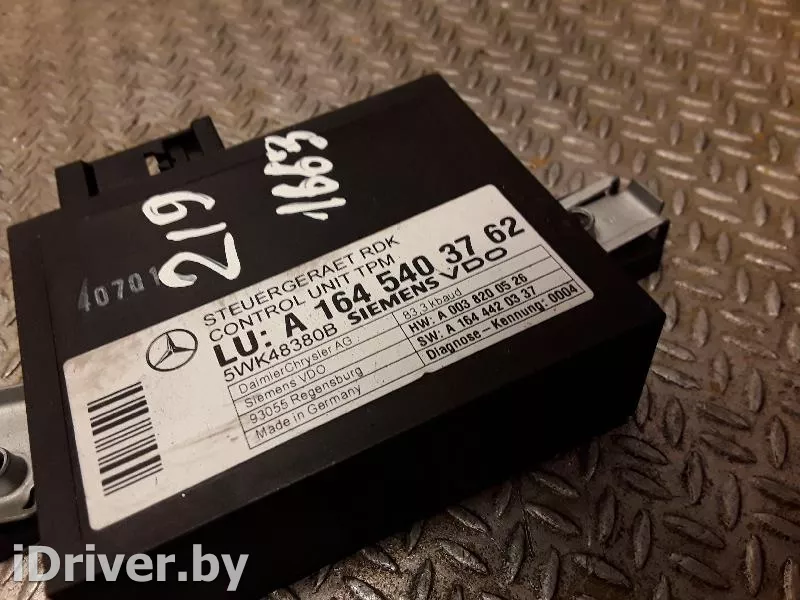 219
11663
STEUERGERAET RDK
CONTROL UNIT TPM
LU: A 164 540 37 62
5WK48380B SIEMENS VDO
DaimlerChrysler AG
Siemens VDO
93055 Regensburg
Made in Germany
83.3 kbaud
HW: A 003 820 05 26
SW: A 164 442 03 37
Diagnose - Kennung: 0004
iDriver.by